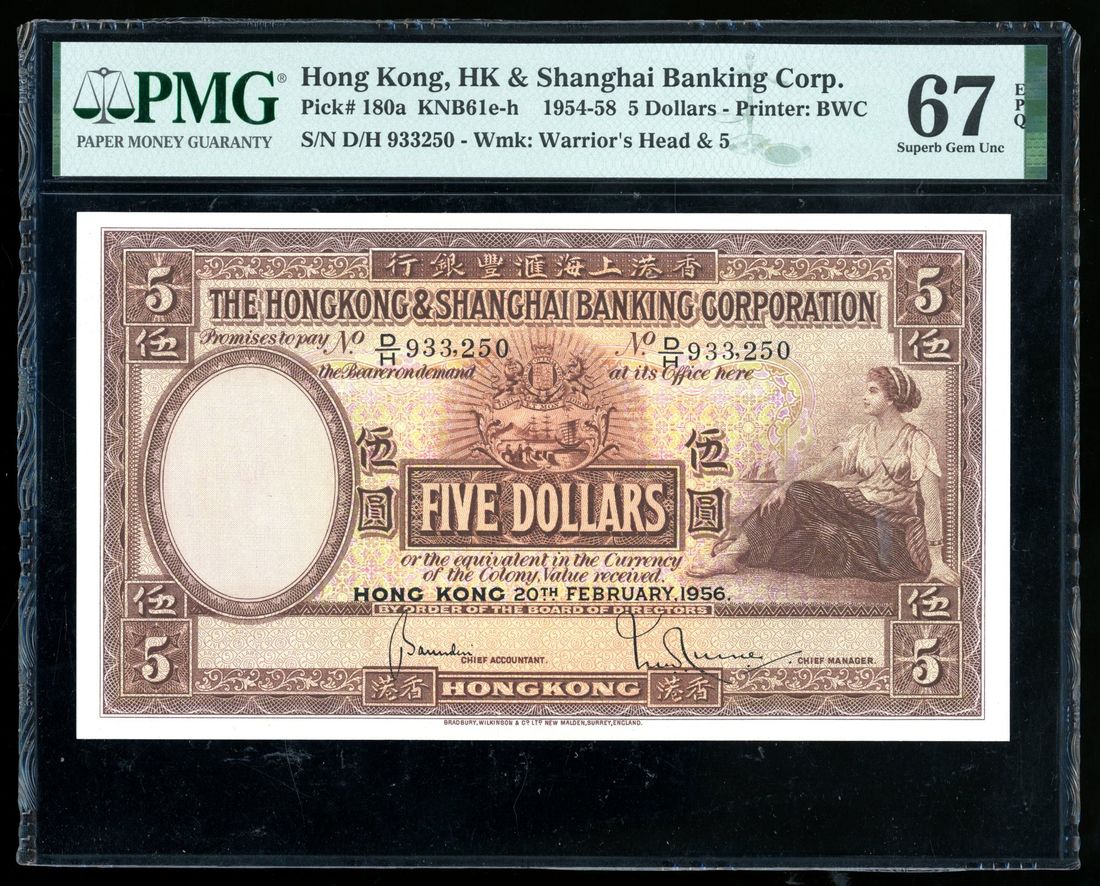 PMG®
PAPER MONEY GUARANTY
Hong Kong, HK & Shanghai Banking Corp.
Pick# 180a KNB61e-h 1954-58 5 Dollars - Printer: BWC
S/N D/H 933250 - Wmk: Warrior's Head & 5
67
EPQ
Superb Gem Unc
行銀豐滙海上港香
5
5
THE HONGKONG & SHANGHAI BANKING CORPORATION
伍
伍
Promises to pay
Nº D/H 933,250
Nº D/H 933,250
the Bearer on demand
at its Office here
伍圓
伍圓
FIVE DOLLARS
or the equivalent in the Currency
of the Colony, Value received.
HONG KONG 20TH FEBRUARY, 1956.
BY ORDER OF THE BOARD OF DIRECTORS
伍
伍
5
5
CHIEF ACCOUNTANT.
CHIEF MANAGER.
港香
HONGKONG
港香
BRADBURY, WILKINSON & Cº Lᵀᴰ NEW MALDEN, SURREY, ENGLAND.